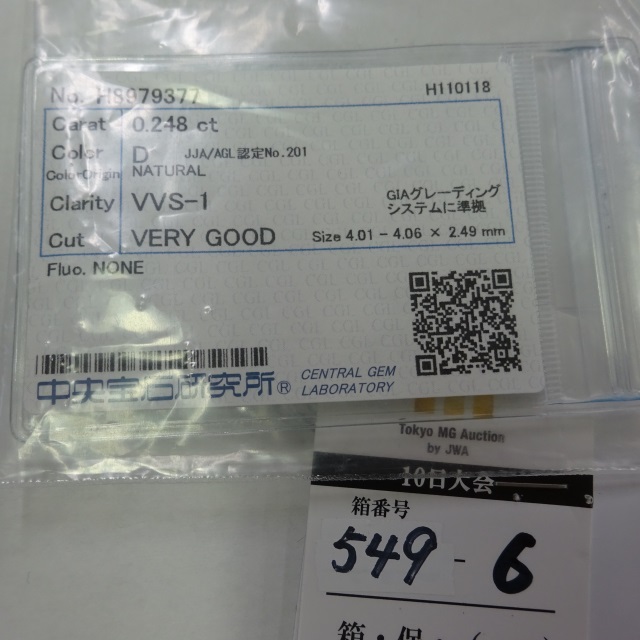 No. HS979377 H110118
Carat 0.248 ct
Color D JJA/AGL認定No.201
Color Origin NATURAL
Clarity VVS-1 GIAグレーディング
システムに準拠
Cut VERY GOOD Size 4.01 - 4.06 × 2.49 mm
Fluo. NONE
中央宝石研究所® CENTRAL GEM
LABORATORY
Tokyo MG Auction
by JWA
10日大会
箱番号
549 - 6
箱・保・